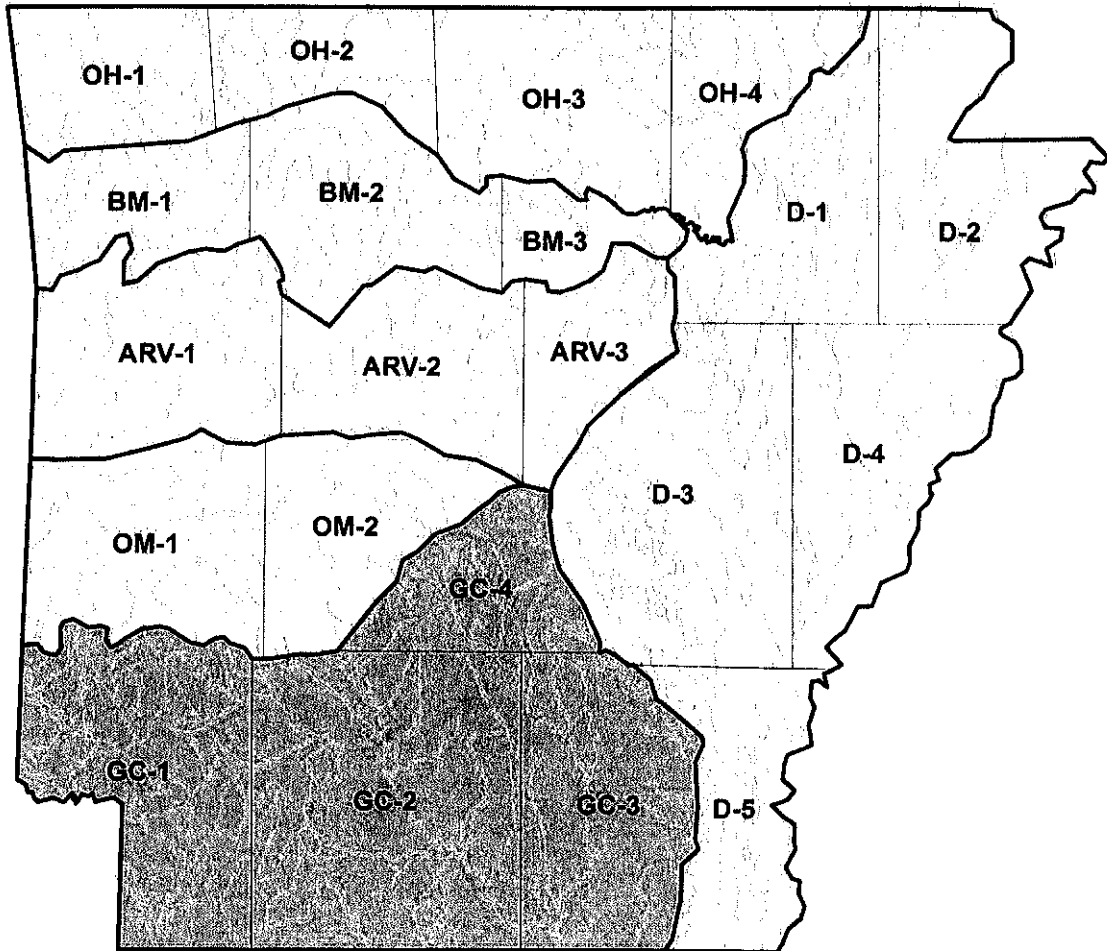 OH-1
OH-2
OH-3
OH-4
BM-1
BM-2
BM-3
D-1
D-2
ARV-1
ARV-2
ARV-3
D-3
D-4
OM-1
OM-2
GC-4
GC-1
GC-2
GC-3
D-5